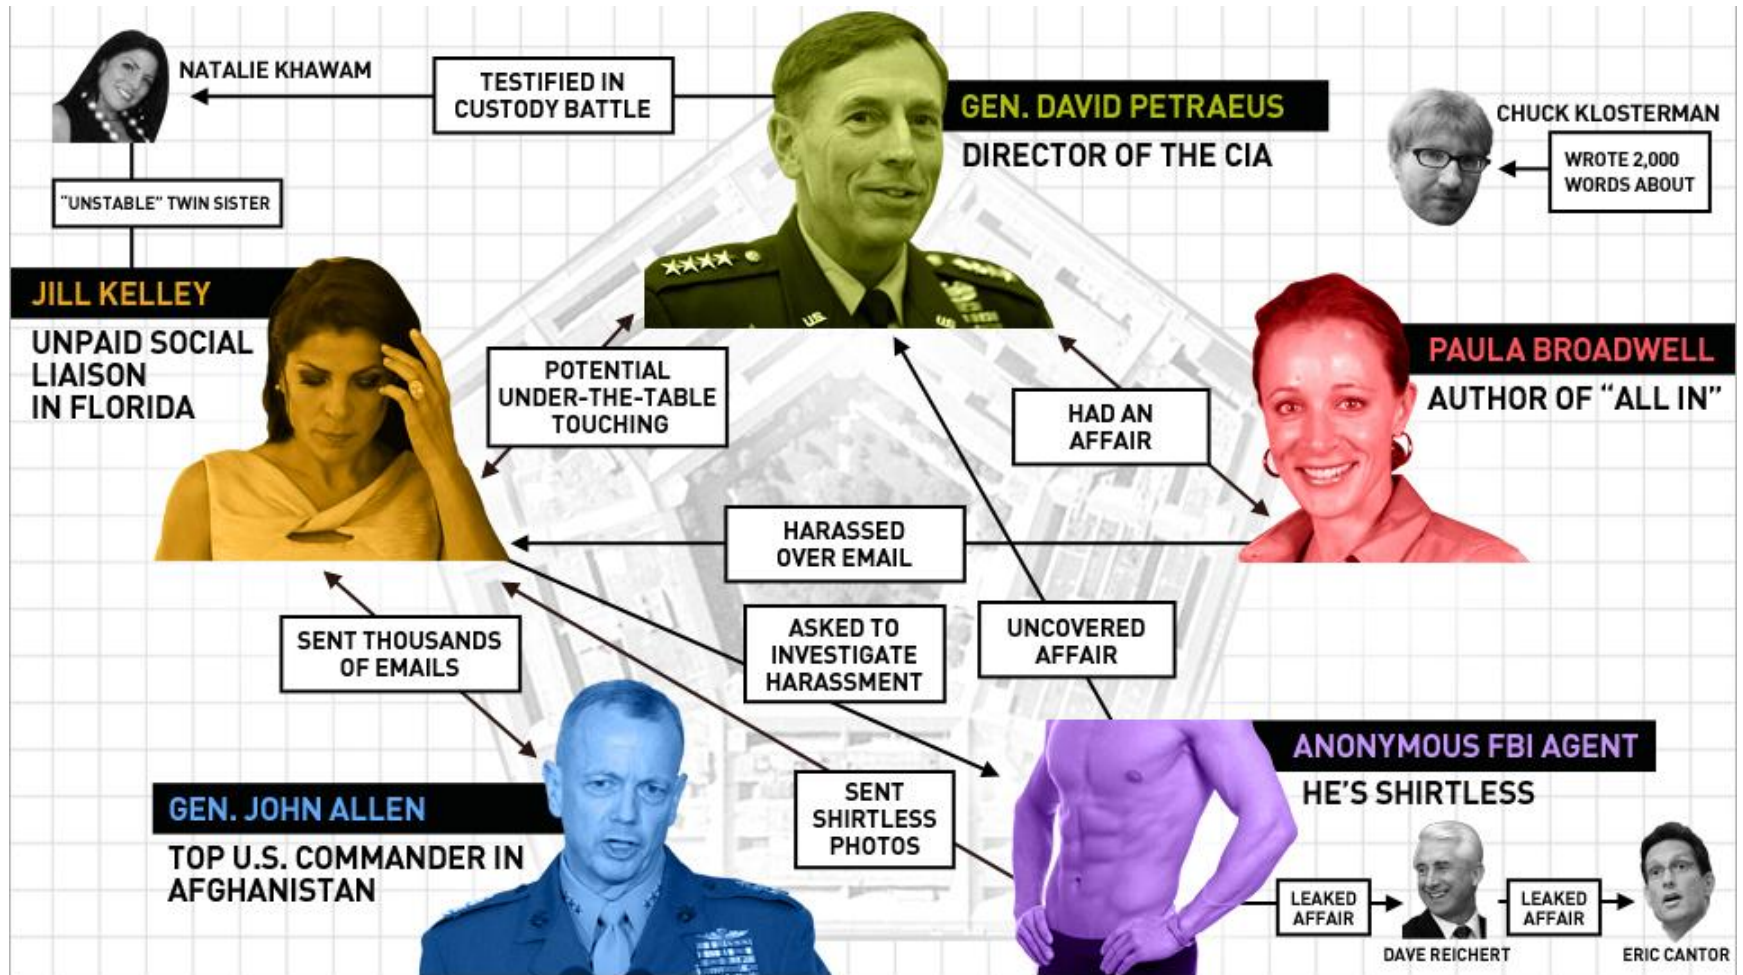 NATALIE KHAWAM
TESTIFIED IN
CUSTODY BATTLE
GEN. DAVID PETRAEUS
DIRECTOR OF THE CIA
CHUCK KLOSTERMAN
WROTE 2,000
WORDS ABOUT
“UNSTABLE” TWIN SISTER
JILL KELLEY
UNPAID SOCIAL
LIAISON
IN FLORIDA
US
US
POTENTIAL
UNDER-THE-TABLE
TOUCHING
HAD AN
AFFAIR
PAULA BROADWELL
AUTHOR OF “ALL IN”
HARASSED
OVER EMAIL
SENT THOUSANDS
OF EMAILS
ASKED TO
INVESTIGATE
HARASSMENT
UNCOVERED
AFFAIR
GEN. JOHN ALLEN
TOP U.S. COMMANDER IN
AFGHANISTAN
SENT
SHIRTLESS
PHOTOS
ANONYMOUS FBI AGENT
HE'S SHIRTLESS
LEAKED
AFFAIR
DAVE REICHERT
LEAKED
AFFAIR
ERIC CANTOR